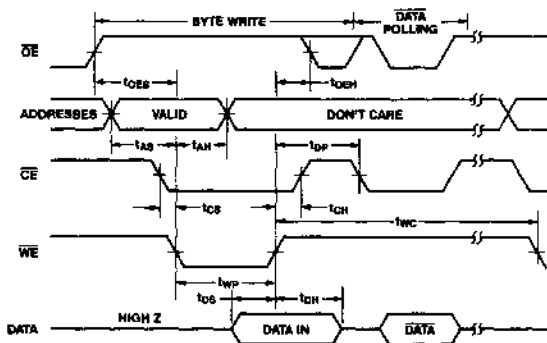 BYTE WRITE
DATA
POLLING
OE
tOES
tOEH
ADDRESSES
VALID
DON'T CARE
tAS
tAH
tDP
CE
tCS
tCH
tWC
WE
tWP
tDS
tDH
HIGH Z
DATA
DATA IN
DATA